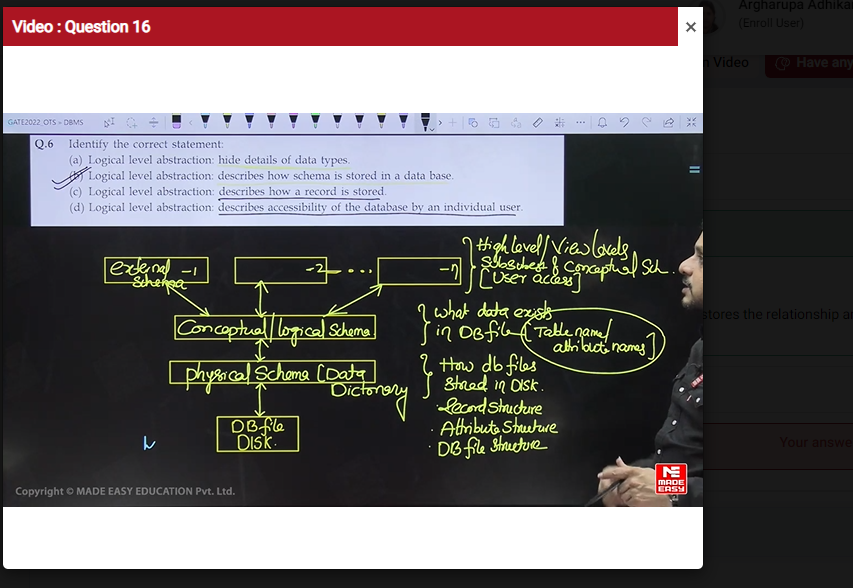 Video : Question 16
×
Argharupa Adhika
(Enroll User)
n Video
Have any
GATE2022_OTS – DBMS
Q.6 Identify the correct statement:
(a) Logical level abstraction: hide details of data types.
(b) Logical level abstraction: describes how schema is stored in a data base.
(c) Logical level abstraction: describes how a record is stored.
(d) Logical level abstraction: describes accessibility of the database by an individual user.
External -1
Schema
-2
...
-n
High level/View levels
Subsubest of Conceptual Sch.
[User access]
Conceptual/logical Schema
what data exists
in DB file [Table name/
attribute names]
physical Schema (Data
Dictonary
How db files
Stored in DISK.
· Record Structure
· Attribute Structure
· DB file Structure
DB file
DISK.
stores the relationship a
Your answe
Copyright © MADE EASY EDUCATION Pvt. Ltd.
ME
MADE
EASY